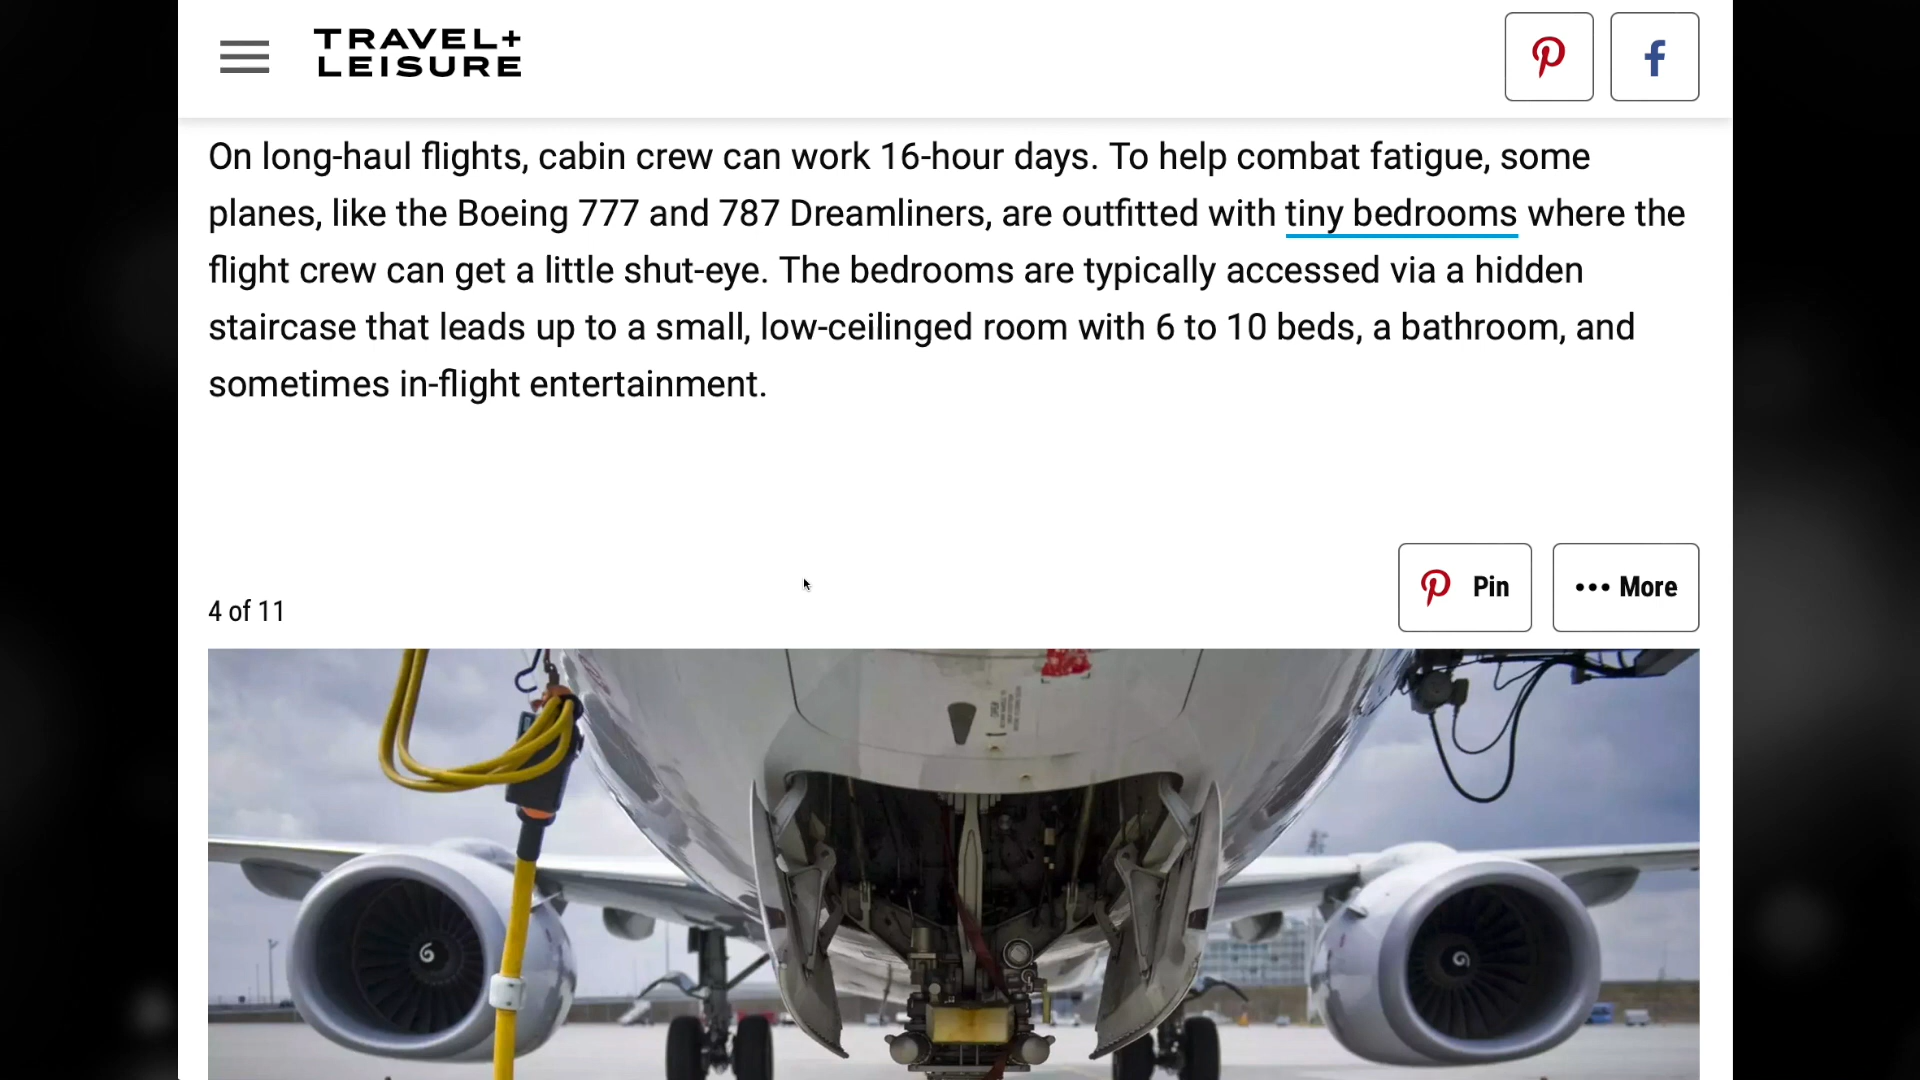 TRAVEL+
LEISURE
On long-haul flights, cabin crew can work 16-hour days. To help combat fatigue, some
planes, like the Boeing 777 and 787 Dreamliners, are outfitted with tiny bedrooms where the
flight crew can get a little shut-eye. The bedrooms are typically accessed via a hidden
staircase that leads up to a small, low-ceilinged room with 6 to 10 beds, a bathroom, and
sometimes in-flight entertainment.
Pin
More
4 of 11